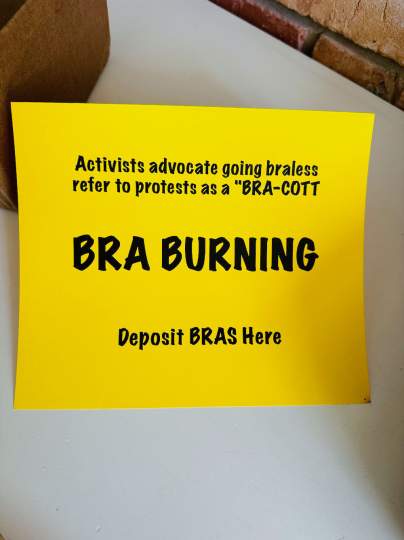 Activists advocate going braless
refer to protests as a "BRA-COTT
BRA BURNING
Deposit BRAS Here